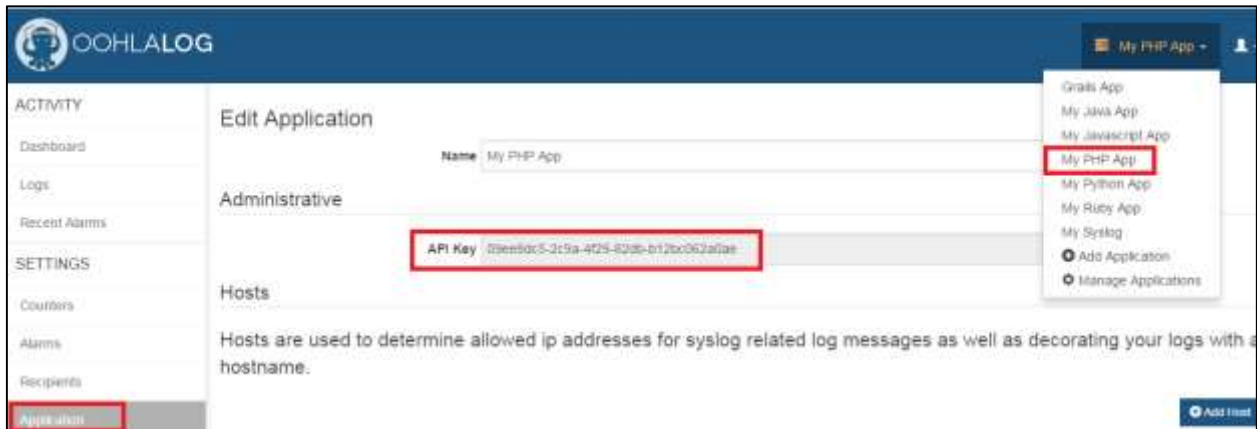 OOHLALOG
My PHP App
ACTIVITY
Dashboard
Logs
Recent Alarms
SETTINGS
Counters
Alarms
Recipients
Application
Edit Application
Name My PHP App
Administrative
API Key
Hosts
Hosts are used to determine allowed ip addresses for syslog related log messages as well as decorating your logs with a
hostname.
Add Host
Grails App
My Java App
My Javascript App
My PHP App
My Python App
My Ruby App
My Syslog
Add Application
Manage Applications